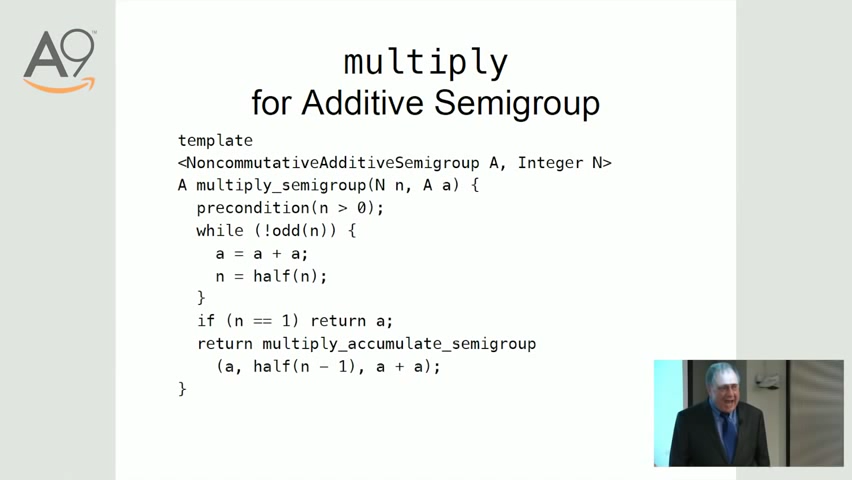 A9™
multiply
for Additive Semigroup
template
<NoncommutativeAdditiveSemigroup A, Integer N>
A multiply_semigroup(N n, A a) {
precondition(n > 0);
while (!odd(n)) {
a = a + a;
n = half(n);
}
if (n == 1) return a;
return multiply_accumulate_semigroup
(a, half(n − 1), a + a);
}